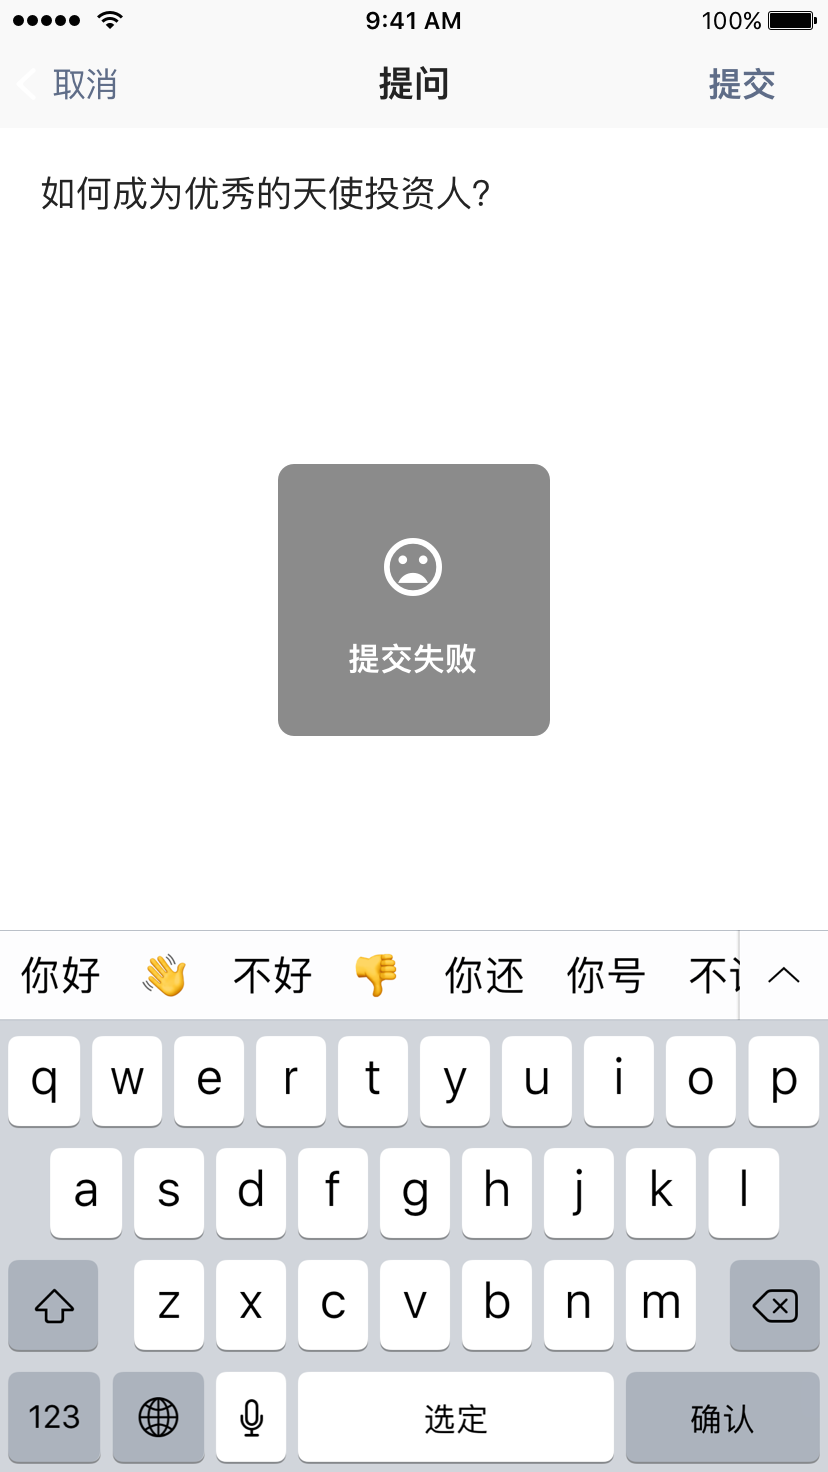 9:41 AM 100%
取消 提问 提交
如何成为优秀的天使投资人?
提交失败
你好 👋 不好 👎 你还 你号 不
q w e r t y u i o p
a s d f g h j k l
z x c v b n m
123 选定 确认